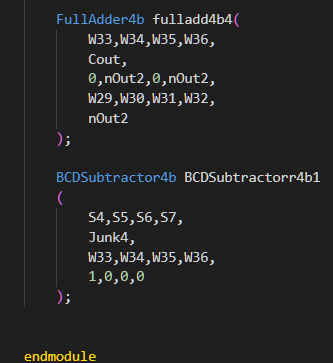 FullAdder4b fulladd4b4(
W33,W34,W35,W36,
Cout,
0,nOut2,0,nOut2,
W29,W30,W31,W32,
nOut2
);
BCDSubtractor4b BCDSubtractorr4b1
(
S4,S5,S6,S7,
Junk4,
W33,W34,W35,W36,
1,0,0,0
);
endmodule